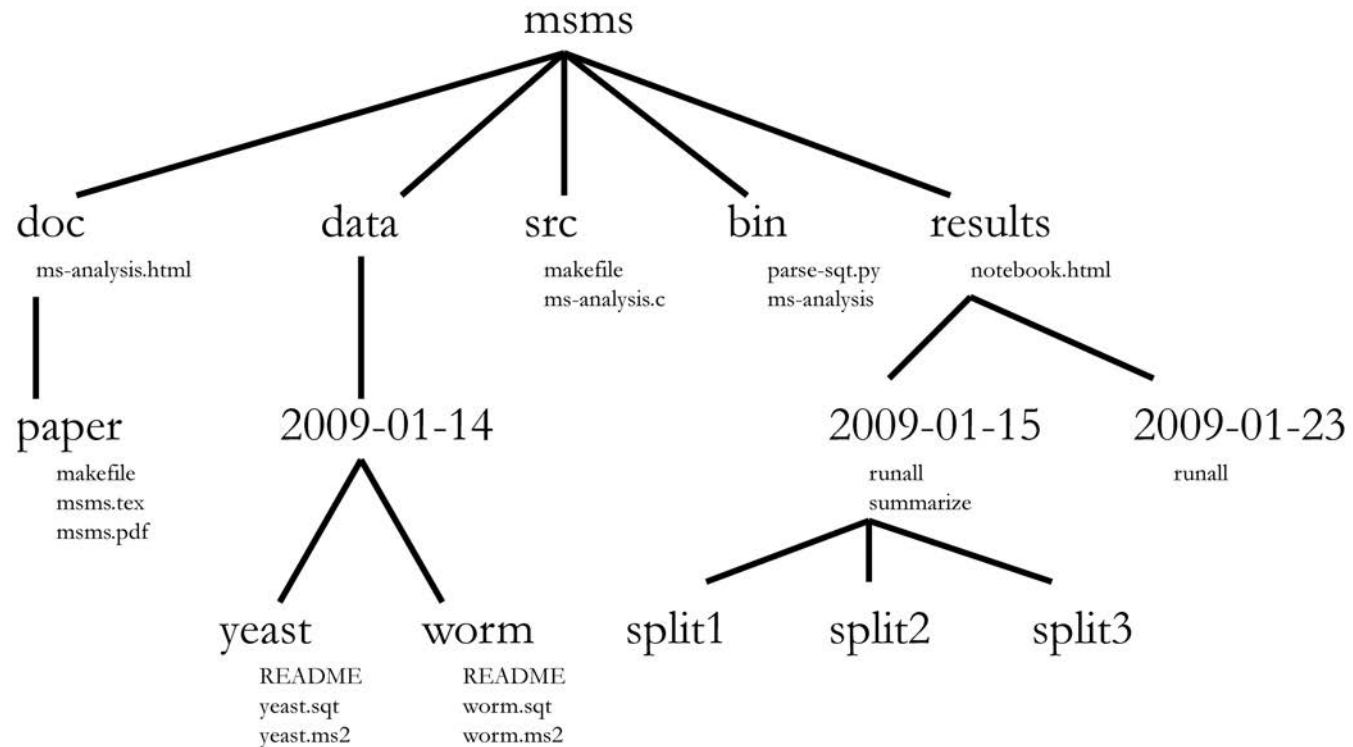 msms
doc
data
src
bin
results
ms-analysis.html
makefile
ms-analysis.c
parse-sqt.py
ms-analysis
notebook.html
paper
makefile
msms.tex
msms.pdf
2009-01-14
2009-01-15
runall
summarize
2009-01-23
runall
yeast
README
yeast.sqt
yeast.ms2
worm
README
worm.sqt
worm.ms2
split1
split2
split3